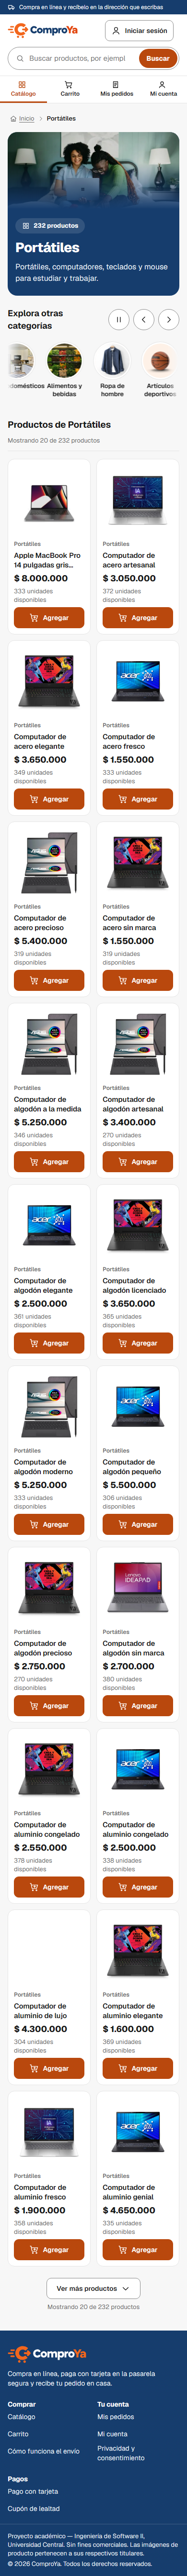 Compra en línea y recíbelo en la dirección que escribas
ComproYa
Iniciar sesión
Buscar productos, por ejempl
Buscar
Catálogo
Carrito
Mis pedidos
Mi cuenta
Inicio
Portátiles
232 productos
Portátiles
Portátiles, computadores, teclados y mouse
para estudiar y trabajar.
Explora otras
categorías
domésticos
Alimentos y
bebidas
Ropa de
hombre
Artículos
deportivos
Productos de Portátiles
Mostrando 20 de 232 productos
Portátiles
Apple MacBook Pro
14 pulgadas gris...
$ 8.000.000
333 unidades
disponibles
Agregar
Portátiles
Computador de
acero artesanal
$ 3.050.000
372 unidades
disponibles
Agregar
Portátiles
Computador de
acero elegante
$ 3.650.000
349 unidades
disponibles
Agregar
Portátiles
Computador de
acero fresco
$ 1.550.000
333 unidades
disponibles
Agregar
Portátiles
Computador de
acero precioso
$ 5.400.000
319 unidades
disponibles
Agregar
Portátiles
Computador de
acero sin marca
$ 1.550.000
319 unidades
disponibles
Agregar
Portátiles
Computador de
algodón a la medida
$ 5.250.000
346 unidades
disponibles
Agregar
Portátiles
Computador de
algodón artesanal
$ 3.400.000
270 unidades
disponibles
Agregar
Portátiles
Computador de
algodón elegante
$ 2.500.000
361 unidades
disponibles
Agregar
Portátiles
Computador de
algodón licenciado
$ 3.650.000
365 unidades
disponibles
Agregar
Portátiles
Computador de
algodón moderno
$ 5.250.000
333 unidades
disponibles
Agregar
Portátiles
Computador de
algodón pequeño
$ 5.500.000
306 unidades
disponibles
Agregar
Portátiles
Computador de
algodón precioso
$ 2.750.000
270 unidades
disponibles
Agregar
Portátiles
Computador de
algodón sin marca
$ 2.700.000
380 unidades
disponibles
Agregar
Portátiles
Computador de
aluminio congelado
$ 2.550.000
378 unidades
disponibles
Agregar
Portátiles
Computador de
aluminio congelado
$ 2.500.000
338 unidades
disponibles
Agregar
Portátiles
Computador de
aluminio de lujo
$ 4.300.000
304 unidades
disponibles
Agregar
Portátiles
Computador de
aluminio elegante
$ 1.600.000
369 unidades
disponibles
Agregar
Portátiles
Computador de
aluminio fresco
$ 1.900.000
358 unidades
disponibles
Agregar
Portátiles
Computador de
aluminio genial
$ 4.650.000
335 unidades
disponibles
Agregar
Ver más productos
Mostrando 20 de 232 productos
ComproYa
Compra en línea, paga con tarjeta en la pasarela
segura y recibe tu pedido en casa.
Comprar
Catálogo
Carrito
Cómo funciona el envío
Tu cuenta
Mis pedidos
Mi cuenta
Privacidad y
consentimiento
Pagos
Pago con tarjeta
Cupón de lealtad
Proyecto académico — Ingeniería de Software II,
Universidad Central. Sin fines comerciales. Las imágenes de
producto pertenecen a sus respectivos titulares.
© 2026 ComproYa. Todos los derechos reservados.